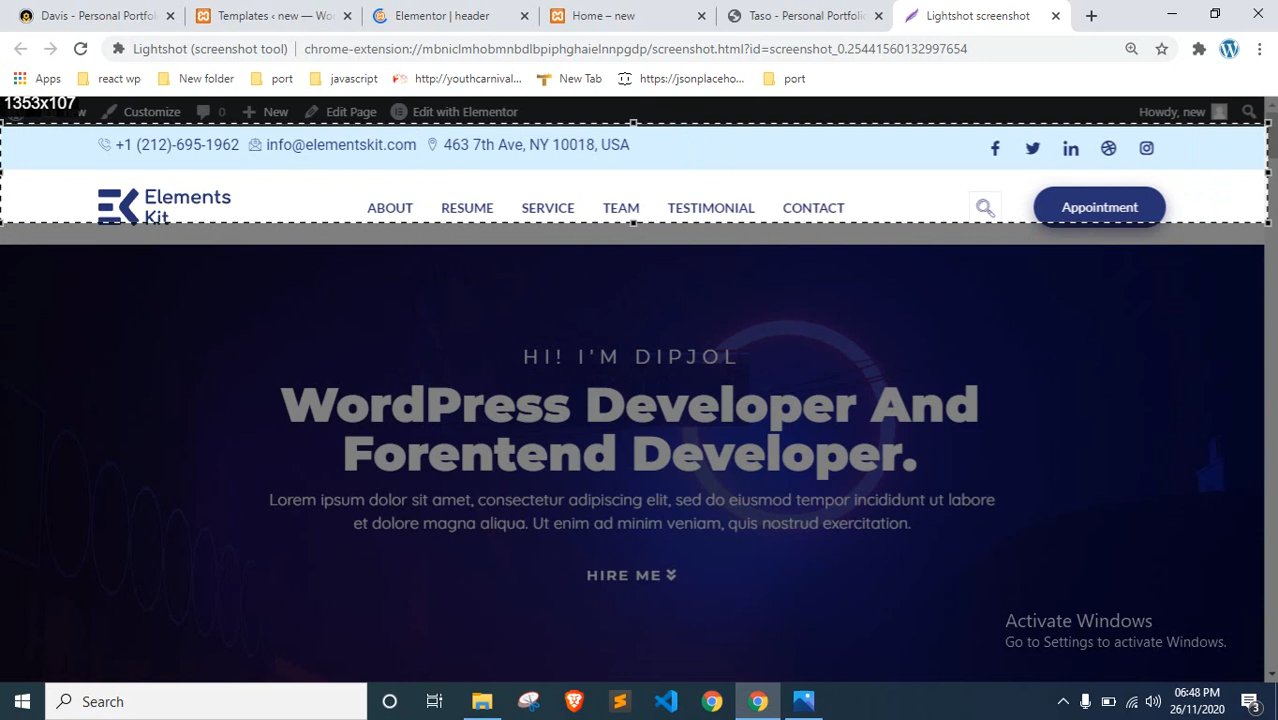 Davis - Personal Portfol
Templates ‹ new — Wo
Elementor | header
Home – new
Taso - Personal Portfolio
Lightshot screenshot
Lightshot (screenshot tool) | chrome-extension://mbniclmhobmnbdlbpiphghaielnnpgdp/screenshot.html?id=screenshot_0.25441560132997654
Apps
react wp
New folder
port
javascript
http://youthcarnival...
New Tab
https://jsonplaceho...
port
1353x107
Customize
0
New
Edit Page
Edit with Elementor
Howdy, new
+1 (212)-695-1962 info@elementskit.com 463 7th Ave, NY 10018, USA
Elements
Kit
ABOUT RESUME SERVICE TEAM TESTIMONIAL CONTACT
Appointment
HI! I'M DIPJOL
WordPress Developer And
Forentend Developer.
Lorem ipsum dolor sit amet, consectetur adipiscing elit, sed do eiusmod tempor incididunt ut labore
et dolore magna aliqua. Ut enim ad minim veniam, quis nostrud exercitation.
HIRE ME
Activate Windows
Go to Settings to activate Windows.
Search
06:48 PM
26/11/2020
3